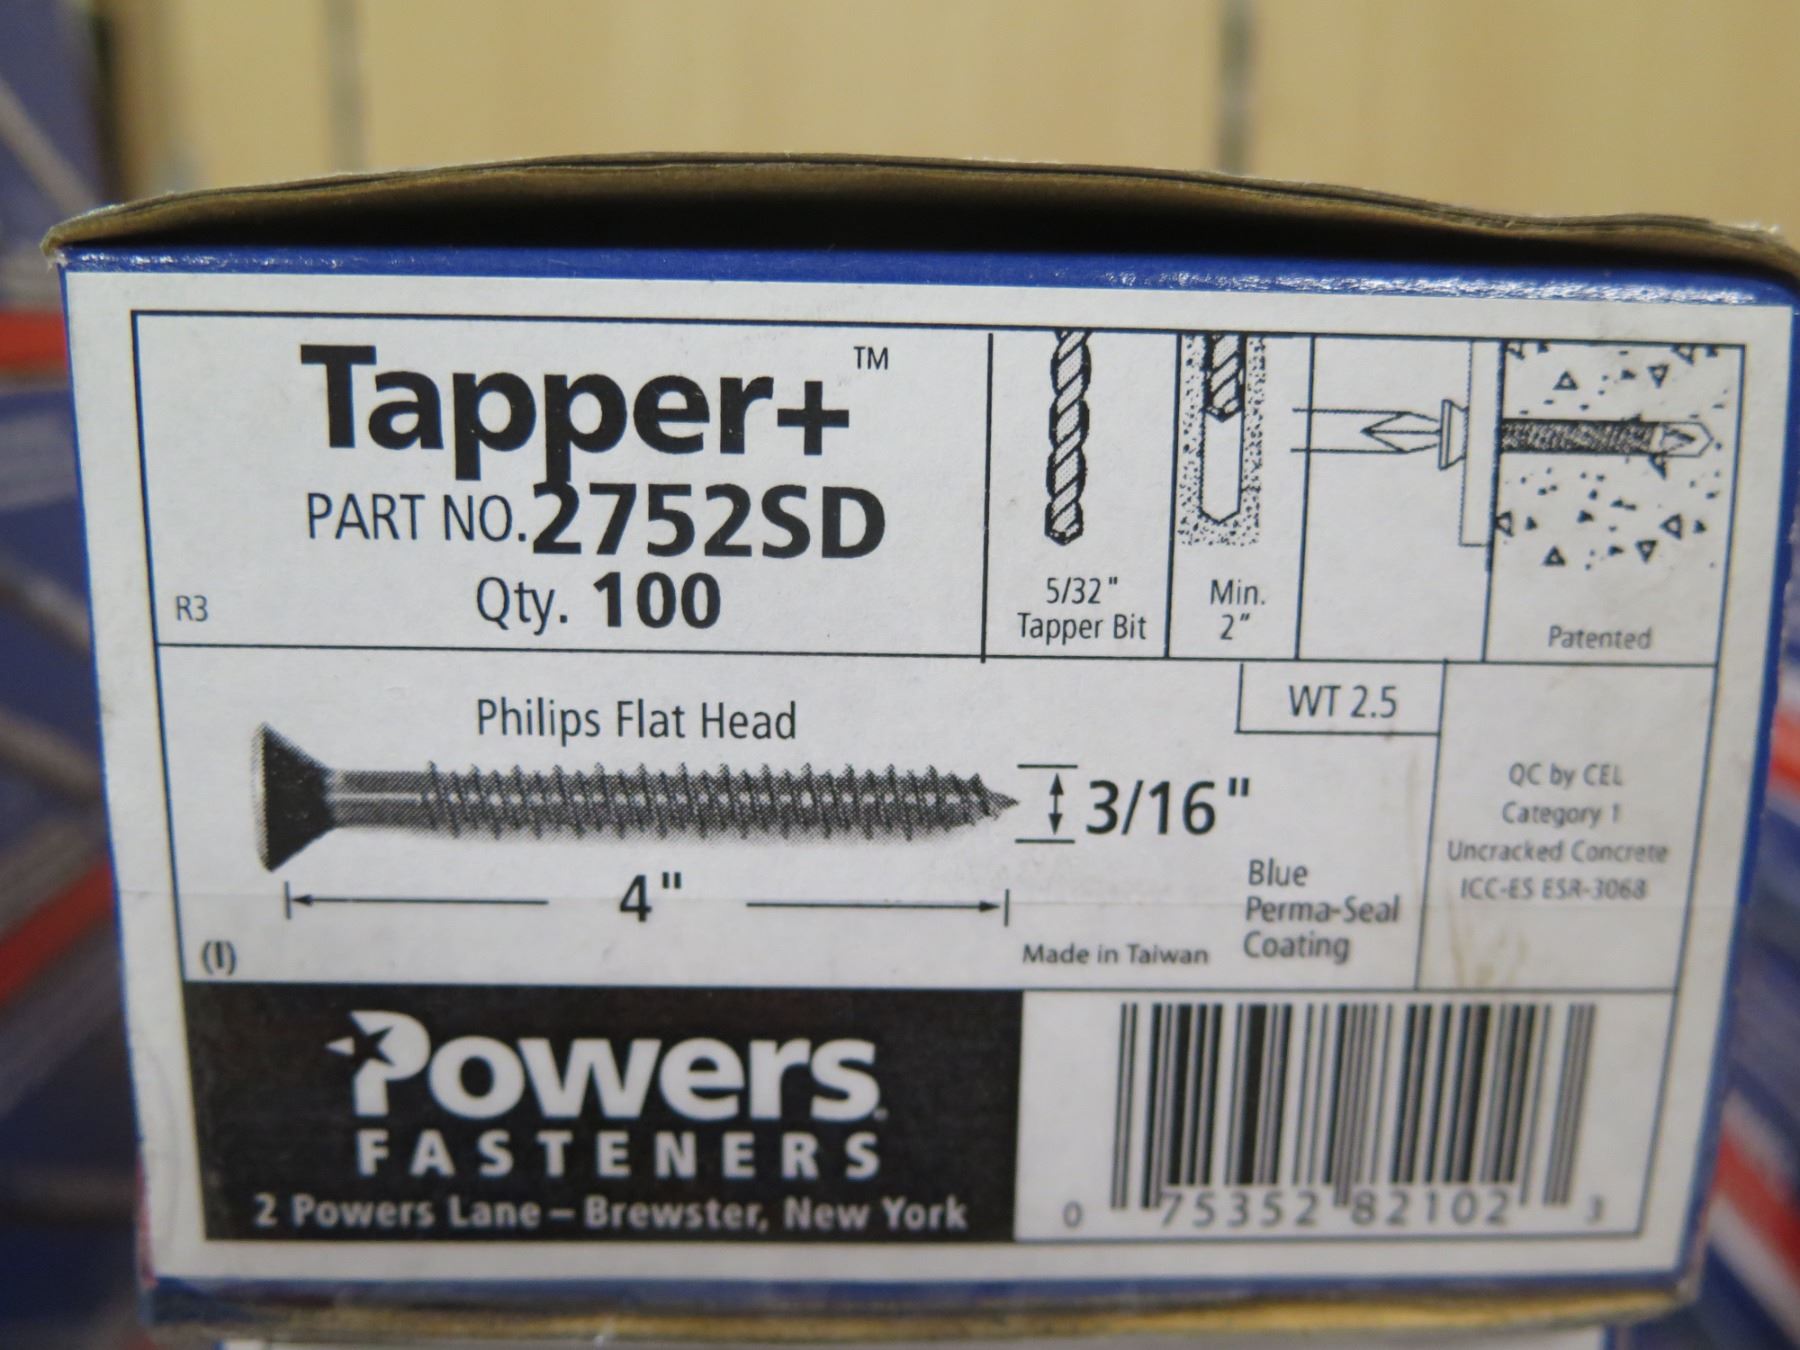 Tapper+™
PART NO.2752SD
Qty. 100
R3
5/32"
Tapper Bit
Min.
2"
Patented
Philips Flat Head
WT 2.5
3/16"
4"
Blue
Perma-Seal
Coating
Made in Taiwan
(I)
QC by CEL
Category 1
Uncracked Concrete
ICC-ES ESR-3068
Powers
FASTENERS
2 Powers Lane – Brewster, New York
0 75352 82102 3